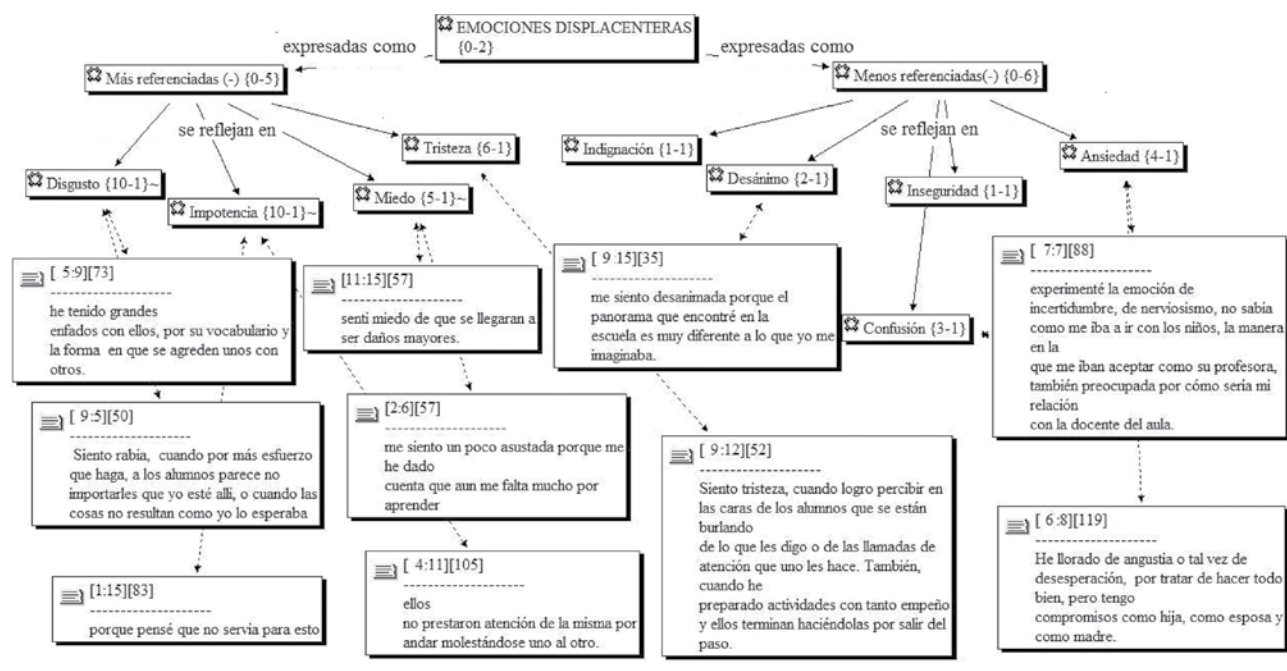 EMOCIONES DISPLACENTERAS
{0-2}
expresadas como
expresadas como
Más referenciadas (-) {0-5}
Menos referenciadas(-) {0-6}
se reflejan en
se reflejan en
Tristeza {6-1}
Indignación {1-1}
Ansiedad {4-1}
Disgusto {10-1}~
Miedo {5-1}~
Desánimo {2-1}
Inseguridad {1-1}
Impotencia {10-1}~
Confusión {3-1}
[ 5:9][73]
--------------------
he tenido grandes
enfados con ellos, por su vocabulario y
la forma en que se agreden unos con
otros.
[11:15][57]
--------------------
senti miedo de que se llegaran a
ser daños mayores.
[ 9:15][35]
--------------------
me siento desanimada porque el
panorama que encontré en la
escuela es muy diferente a lo que yo me
imaginaba.
[ 7:7][88]
--------------------
experimenté la emoción de
incertidumbre, de nerviosismo, no sabia
como me iba a ir con los niños, la manera
en la
que me iban aceptar como su profesora,
también preocupada por cómo seria mi
relación
con la docente del aula.
[ 9:5][50]
--------------------
Siento rabia, cuando por más esfuerzo
que haga, a los alumnos parece no
importarles que yo esté allí, o cuando las
cosas no resultan como yo lo esperaba
[2:6][57]
--------------------
me siento un poco asustada porque me
he dado
cuenta que aun me falta mucho por
aprender
[ 9:12][52]
--------------------
Siento tristeza, cuando logro percibir en
las caras de los alumnos que se están
burlando
de lo que les digo o de las llamadas de
atención que uno les hace. También,
cuando he
preparado actividades con tanto empeño
y ellos terminan haciéndolas por salir del
paso.
[ 6:8][119]
--------------------
He llorado de angustia o tal vez de
desesperación, por tratar de hacer todo
bien, pero tengo
compromisos como hija, como esposa y
como madre.
[1:15][83]
--------------------
porque pensé que no servia para esto
[ 4:11][105]
--------------------
ellos
no prestaron atención de la misma por
andar molestándose uno al otro.